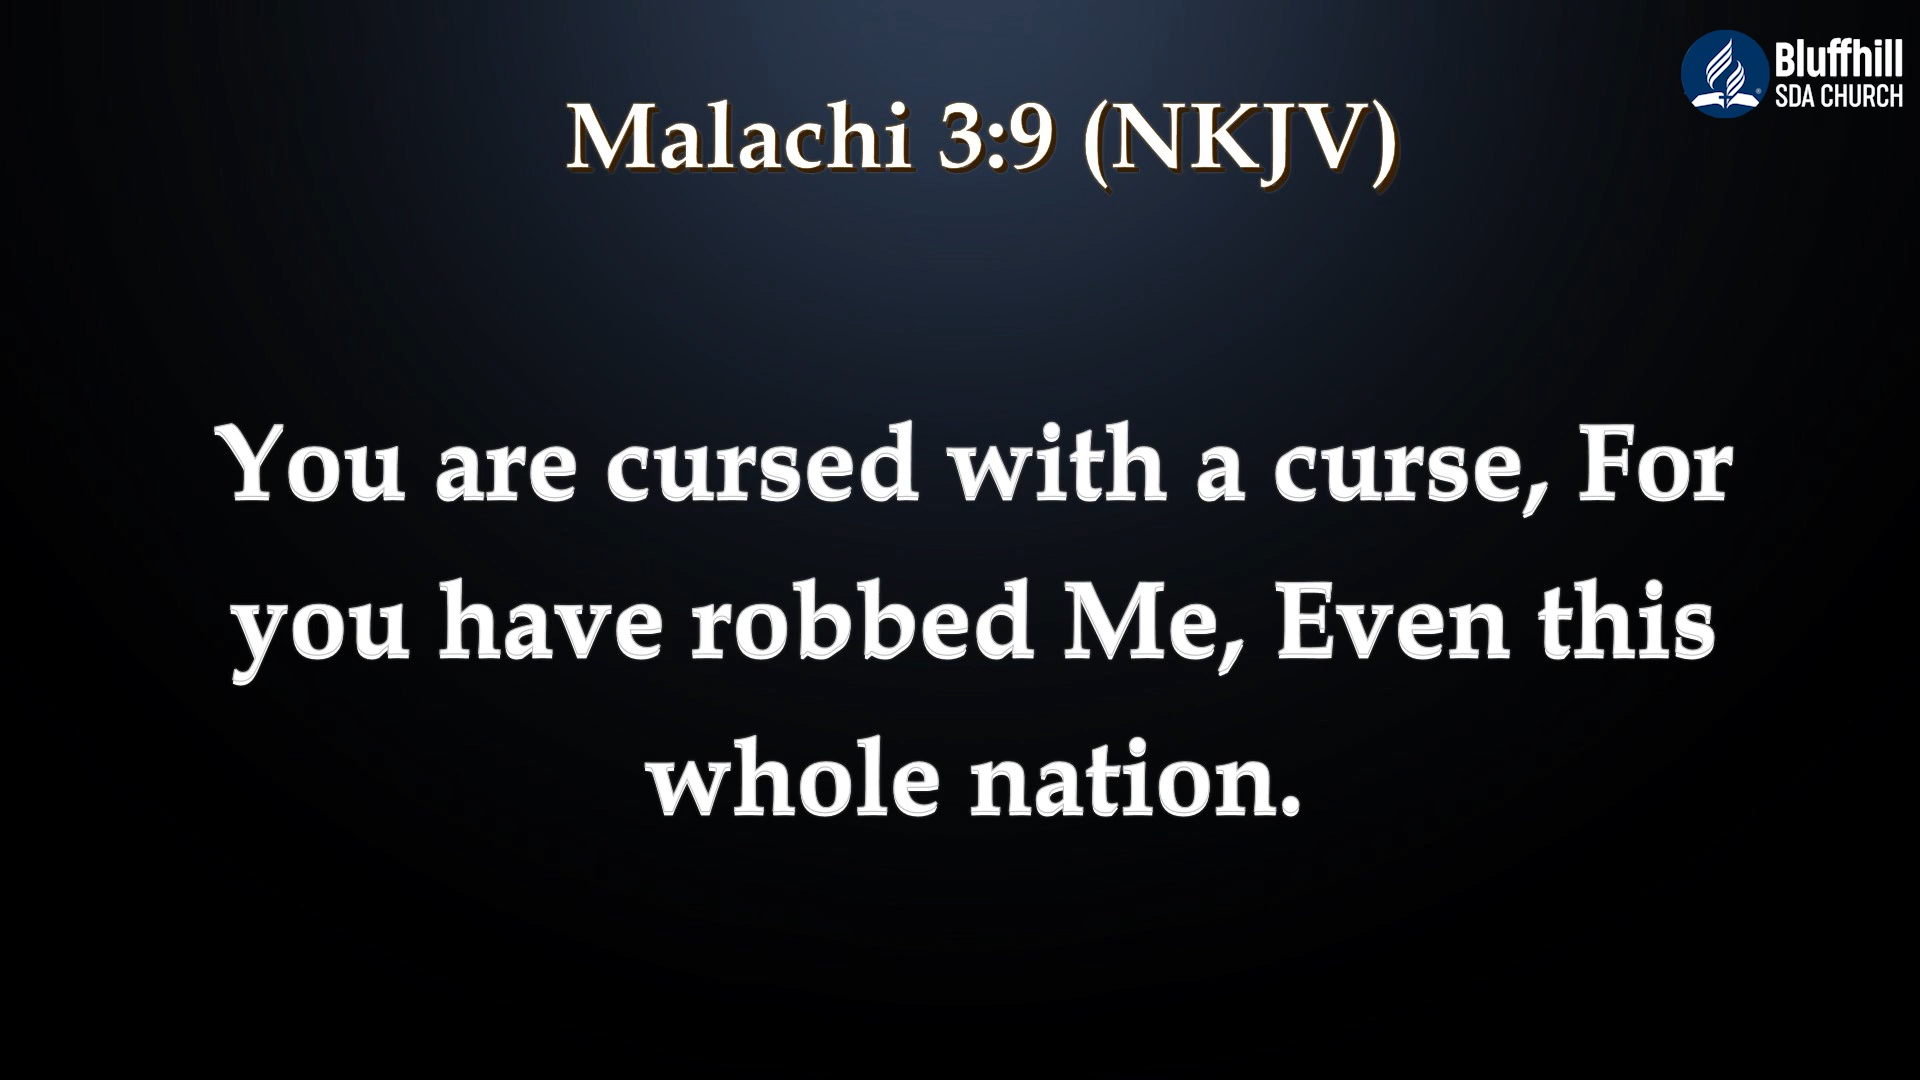 Bluffhill
SDA CHURCH
Malachi 3:9 (NKJV)
You are cursed with a curse, For
you have robbed Me, Even this
whole nation.